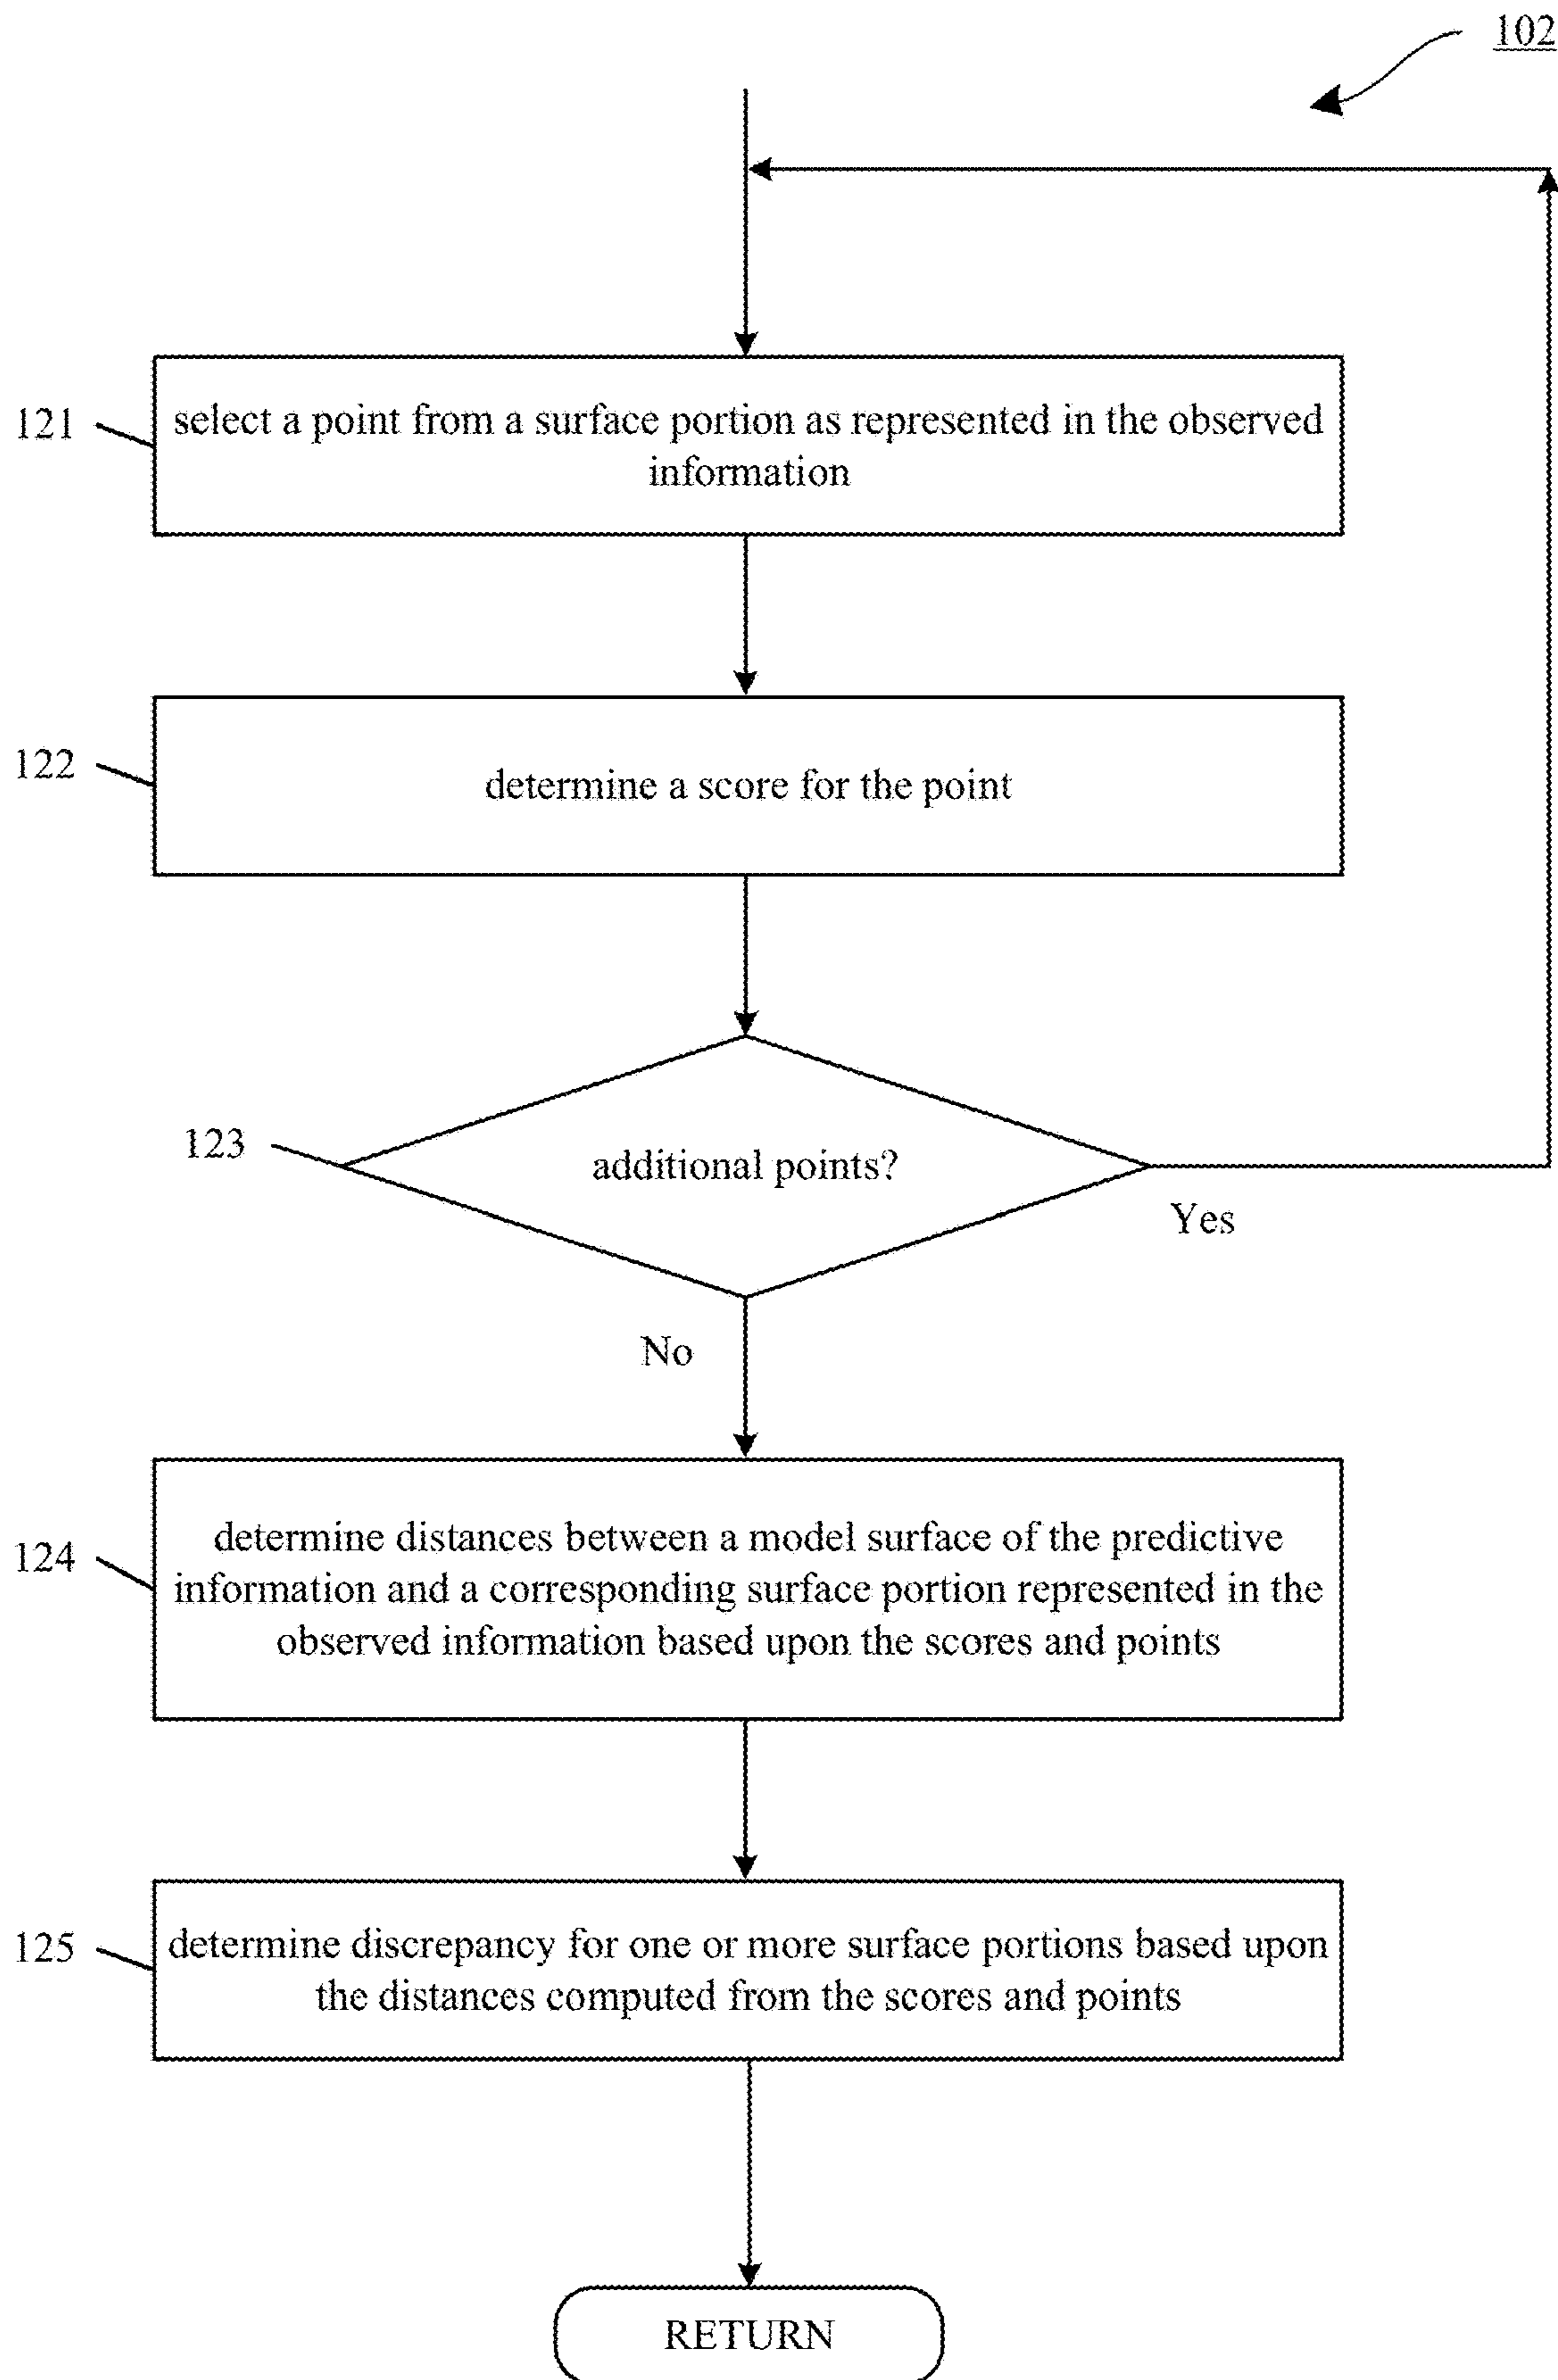 102
121
select a point from a surface portion as represented in the observed
information
122
determine a score for the point
123
additional points?
Yes
No
124
determine distances between a model surface of the predictive
information and a corresponding surface portion represented in the
observed information based upon the scores and points
125
determine discrepancy for one or more surface portions based upon
the distances computed from the scores and points
RETURN